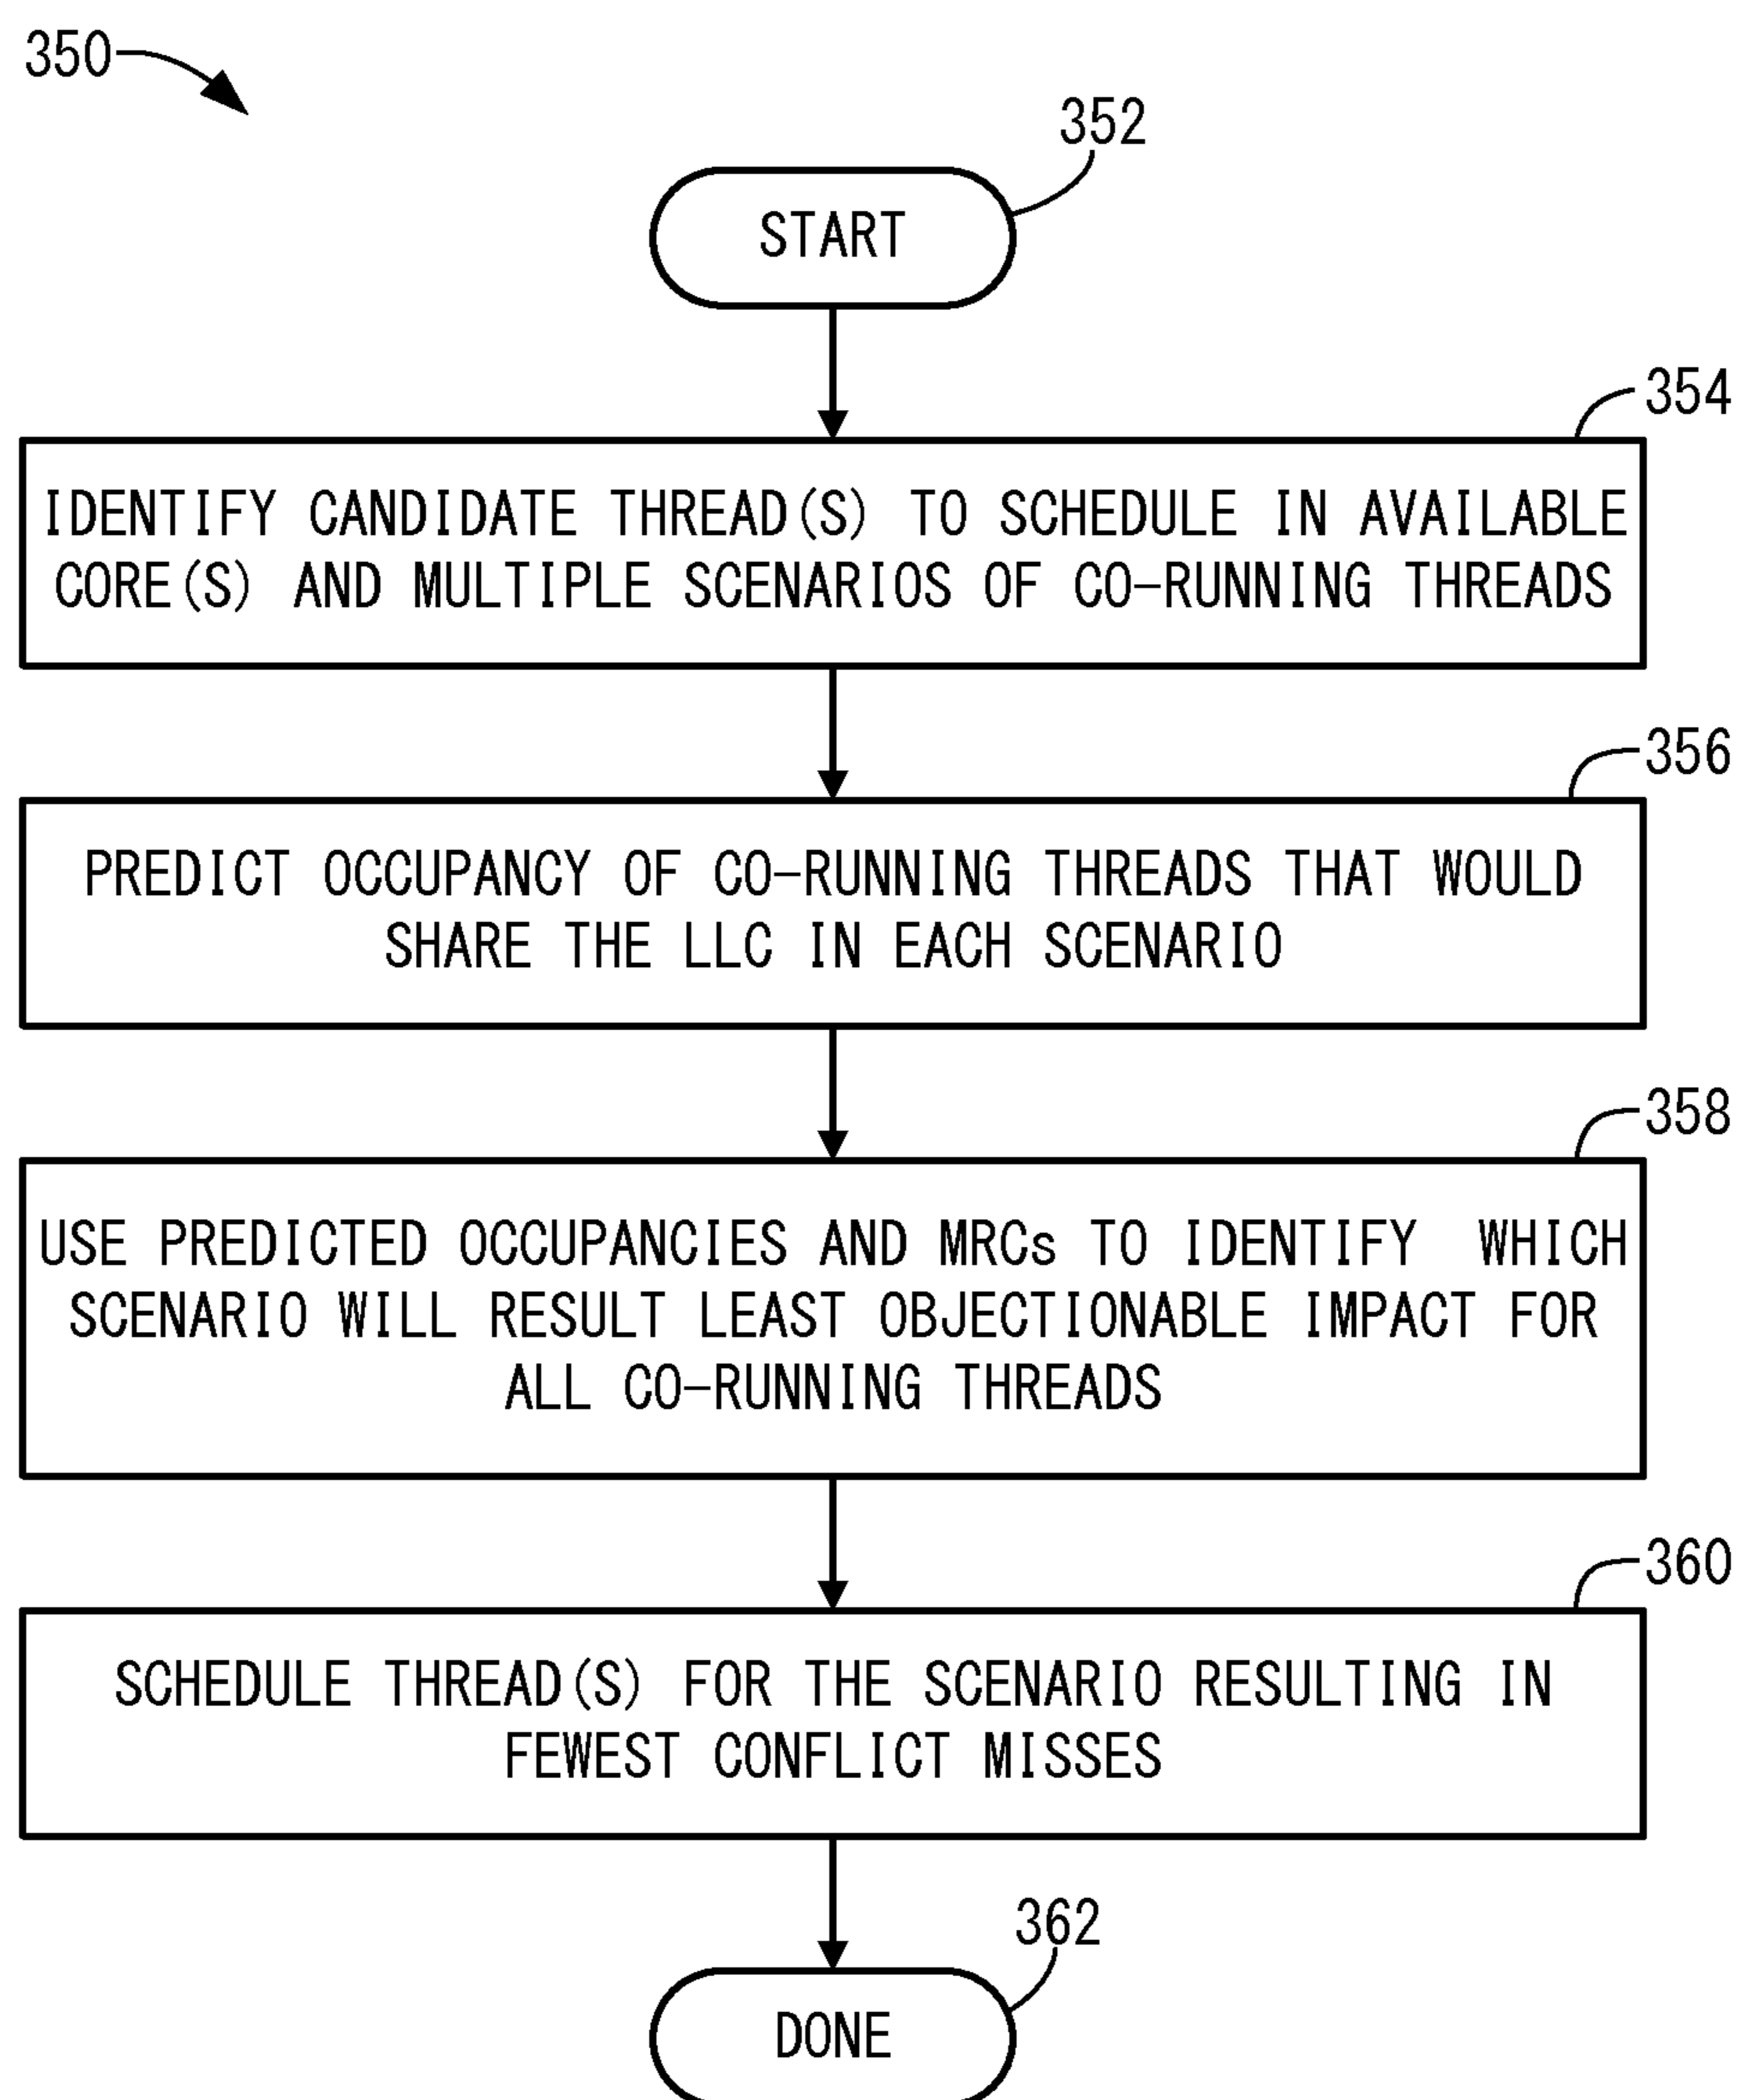 350
352
START
354
IDENTIFY CANDIDATE THREAD(S) TO SCHEDULE IN AVAILABLE
CORE(S) AND MULTIPLE SCENARIOS OF CO-RUNNING THREADS
356
PREDICT OCCUPANCY OF CO-RUNNING THREADS THAT WOULD
SHARE THE LLC IN EACH SCENARIO
358
USE PREDICTED OCCUPANCIES AND MRCs TO IDENTIFY WHICH
SCENARIO WILL RESULT LEAST OBJECTIONABLE IMPACT FOR
ALL CO-RUNNING THREADS
360
SCHEDULE THREAD(S) FOR THE SCENARIO RESULTING IN
FEWEST CONFLICT MISSES
362
DONE